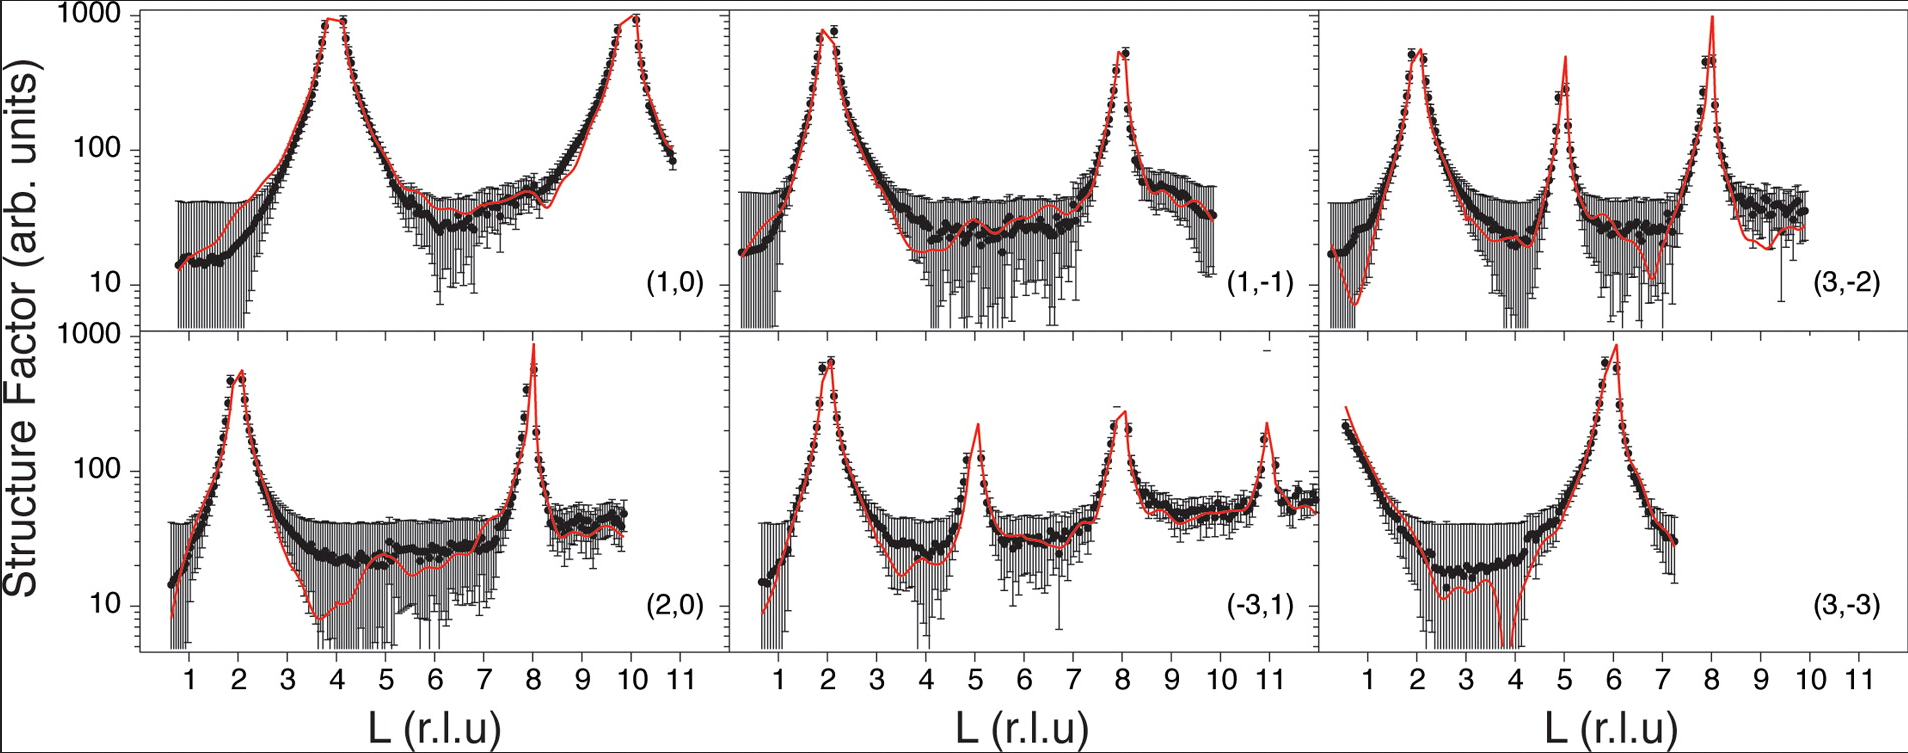 Structure Factor (arb. units)
1000
100
10
(1,0)
(1,-1)
(3,-2)
1000
100
10
(2,0)
(-3,1)
(3,-3)
1 2 3 4 5 6 7 8 9 10 11
1 2 3 4 5 6 7 8 9 10 11
1 2 3 4 5 6 7 8 9 10 11
L (r.l.u)
L (r.l.u)
L (r.l.u)